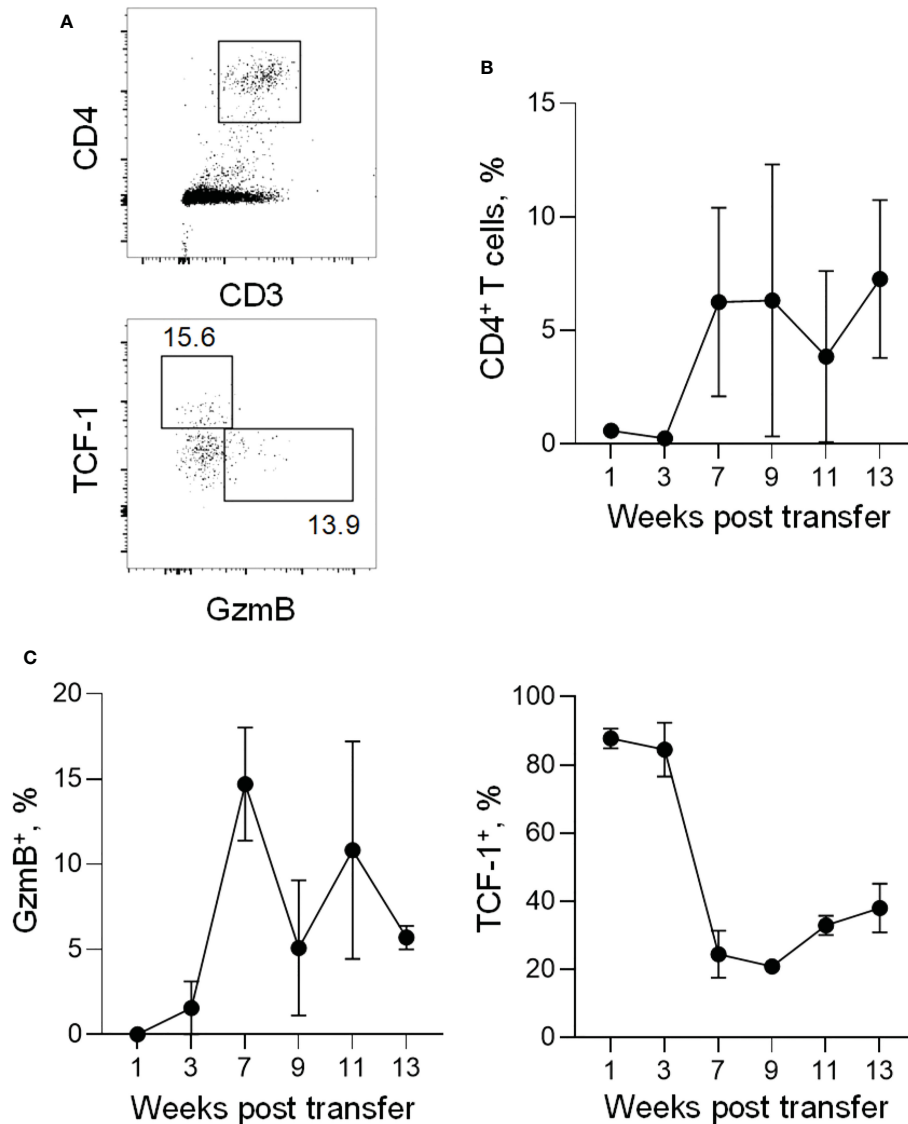 A
CD4
CD3
15.6
TCF-1
13.9
GzmB
B
15
10
5
0
CD4⁺ T cells, %
1 3 7 9 11 13
Weeks post transfer
C
20
15
10
5
0
GzmB⁺, %
1 3 7 9 11 13
Weeks post transfer
100
80
60
40
20
0
TCF-1⁺, %
1 3 7 9 11 13
Weeks post transfer